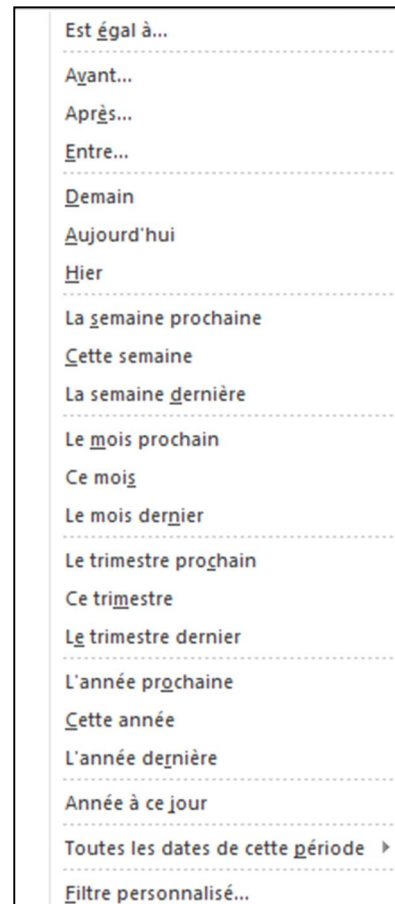 Est égal à...
Avant...
Après...
Entre...
Demain
Aujourd'hui
Hier
La semaine prochaine
Cette semaine
La semaine dernière
Le mois prochain
Ce mois
Le mois dernier
Le trimestre prochain
Ce trimestre
Le trimestre dernier
L'année prochaine
Cette année
L'année dernière
Année à ce jour
Toutes les dates de cette période
Filtre personnalisé...